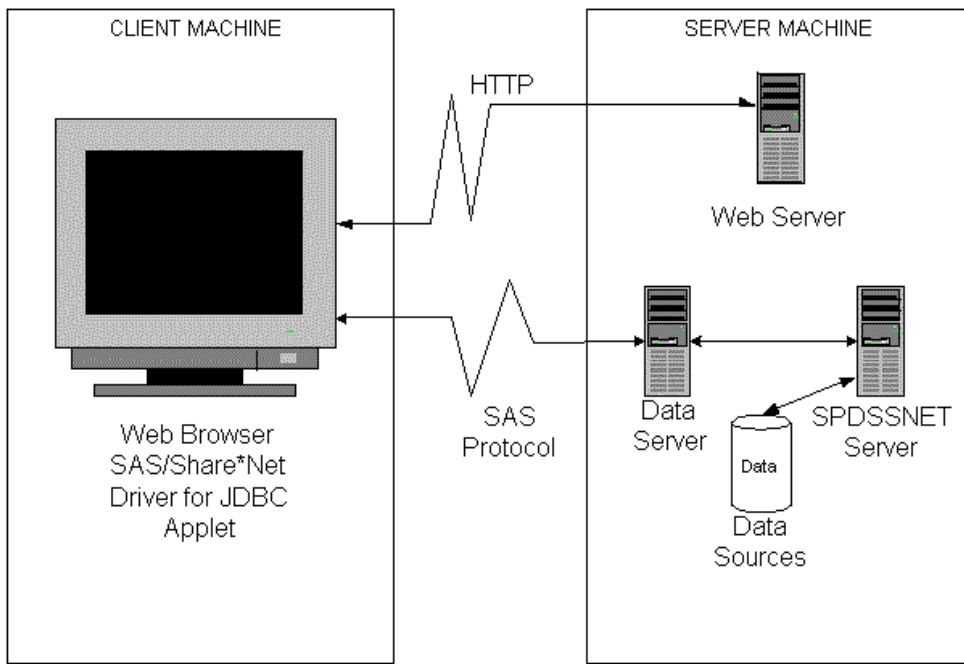 CLIENT MACHINE
SERVER MACHINE
HTTP
Web Server
SAS
Protocol
Data
Server
SPDSSNET
Server
Data
Data
Sources
Web Browser
SAS/Share*Net
Driver for JDBC
Applet